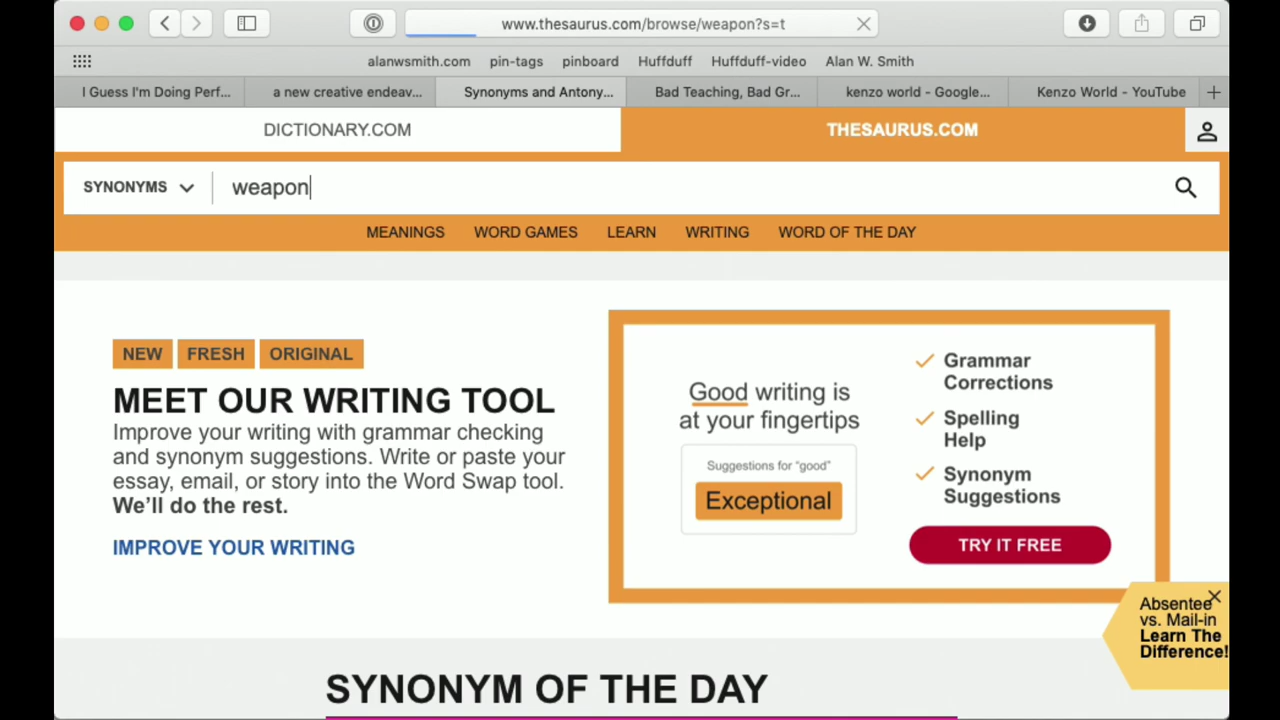 www.thesaurus.com/browse/weapon?s=t
alanwsmith.com pin-tags pinboard Huffduff Huffduff-video Alan W. Smith
I Guess I'm Doing Perf... a new creative endeav... Synonyms and Antony... Bad Teaching, Bad Gr... kenzo world - Google... Kenzo World - YouTube
DICTIONARY.COM THESAURUS.COM
SYNONYMS weapon
MEANINGS WORD GAMES LEARN WRITING WORD OF THE DAY
NEW FRESH ORIGINAL
MEET OUR WRITING TOOL
Improve your writing with grammar checking
and synonym suggestions. Write or paste your
essay, email, or story into the Word Swap tool.
We'll do the rest.
IMPROVE YOUR WRITING
Good writing is
at your fingertips
Suggestions for "good"
Exceptional
Grammar
Corrections
Spelling
Help
Synonym
Suggestions
TRY IT FREE
Absentee
vs. Mail-in
Learn The
Difference!
SYNONYM OF THE DAY